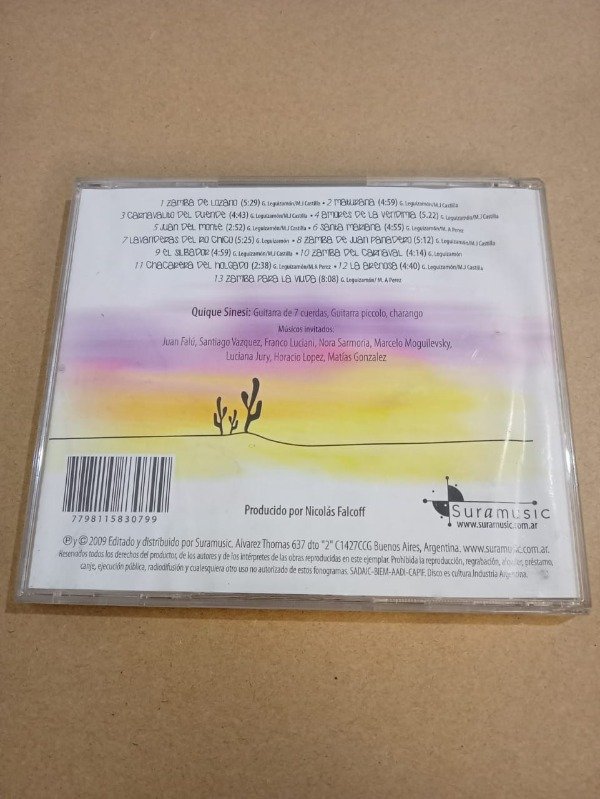 1 Zamba de Lozano (5:29) G. Leguizamón/M.J Castilla • 2 Maturana (4:59) G. Leguizamón/M.J Castilla
3 Carnavalito del Duende (4:43) G. Leguizamón/M.J Castilla • 4 Amores de la Vendimia (5.22) G. Leguizamón/M.J Castilla
5 Juan del Monte (2:52) G. Leguizamón/M.J Castilla • 6 Santa Mariana (4:55) G. Leguizamón/M.J Castilla
7 Lavanderas del Rio Chico (5:25) G. Leguizamón • 8 Zamba de Juan Panadero (5:12) G. Leguizamón/M.J Castilla
9 El Silbador (4:59) G. Leguizamón/M.J Castilla • 10 Zamba del Carnaval (4:14) G. Leguizamón
11 Chacarera del Holgado (2:38) G. Leguizamón/M. A Perez • 12 La Arenosa (4:40) G. Leguizamón/M.J Castilla
13 Zamba para la Viuda (8:08) G. Leguizamón/ M. A Perez
Quique Sinesi: Guitarra de 7 cuerdas, Guitarra piccolo, charango
Músicos invitados:
Juan Falú, Santiago Vazquez, Franco Luciani, Nora Sarmoria, Marcelo Moguilevsky,
Luciana Jury, Horacio Lopez, Matías Gonzalez
7798115830799
Producido por Nicolás Falcoff
Suramusic
www.suramusic.com.ar
℗ y © 2009 Editado y distribuido por Suramusic. Alvarez Thomas 637 dto "2" C1427CCG Buenos Aires, Argentina. www.suramusic.com.ar.
Resevados todos los derechos del productor, de los autores y de los intérpretes de las obras reproducidas en este ejemplar. Prohibida la reproducción, regrabación, alquiler, préstamo,
canje, ejecución pública, radiodifusión y cualesquiera otro uso no autorizado de estos fonogramas. SADAIC-BIEM-AADI-CAPIF. Disco es cultura.Industria Argentina.